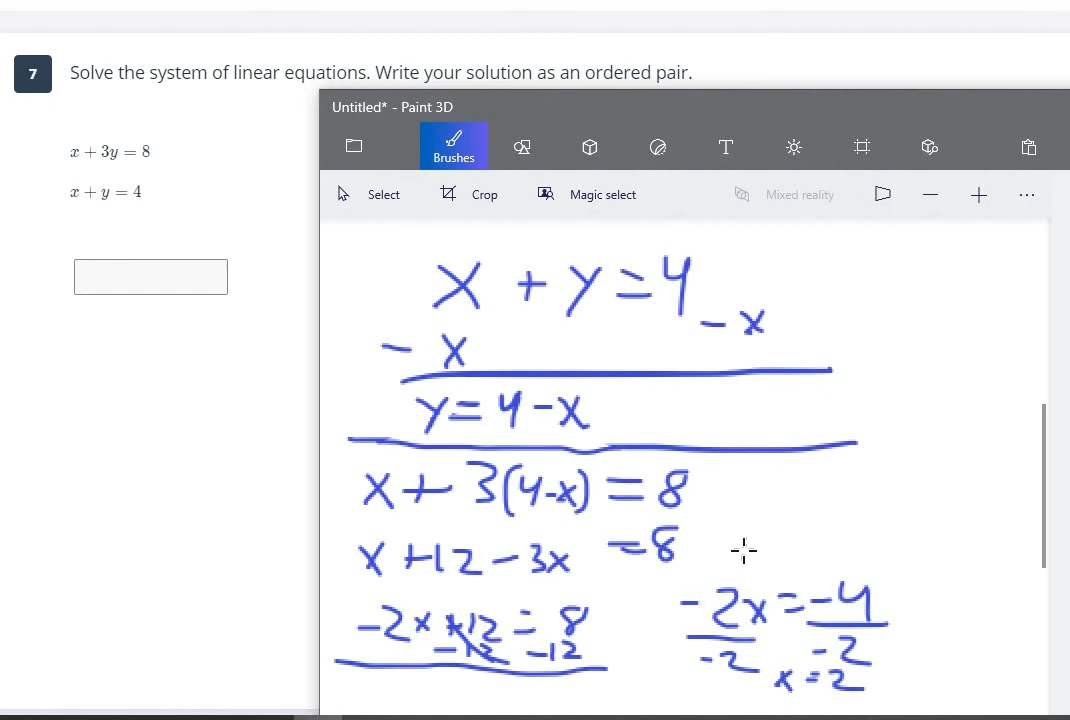 7 Solve the system of linear equations. Write your solution as an ordered pair.
x + 3y = 8
x + y = 4
Untitled* - Paint 3D
Brushes
Select Crop Magic select Mixed reality
x + y = 4 - x
- x
y = 4 - x
x + 3(4-x) = 8
x + 12 - 3x = 8
-2x + 12 = 8
-12 -12
-2x = -4
-2 -2
x = 2